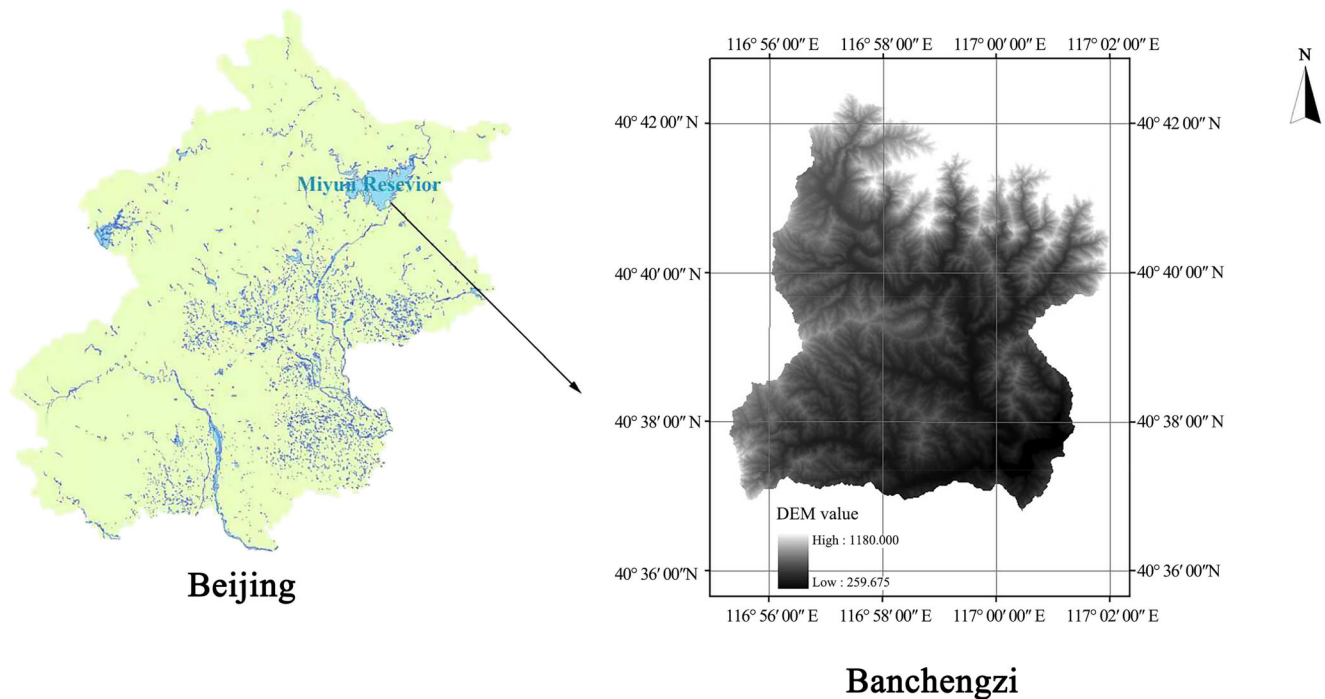 116° 56′ 00″ E 116° 58′ 00″ E 117° 00′ 00″ E 117° 02′ 00″ E
N
40° 42′ 00″ N 40° 42′ 00″ N
Miyun Resevior
40° 40′ 00″ N 40° 40′ 00″ N
40° 38′ 00″ N 40° 38′ 00″ N
DEM value
High : 1180.000
Low : 259.675
40° 36′ 00″N 40° 36′ 00″N
Beijing
116° 56′ 00″ E 116° 58′ 00″ E 117° 00′ 00″ E 117° 02′ 00″ E
Banchengzi